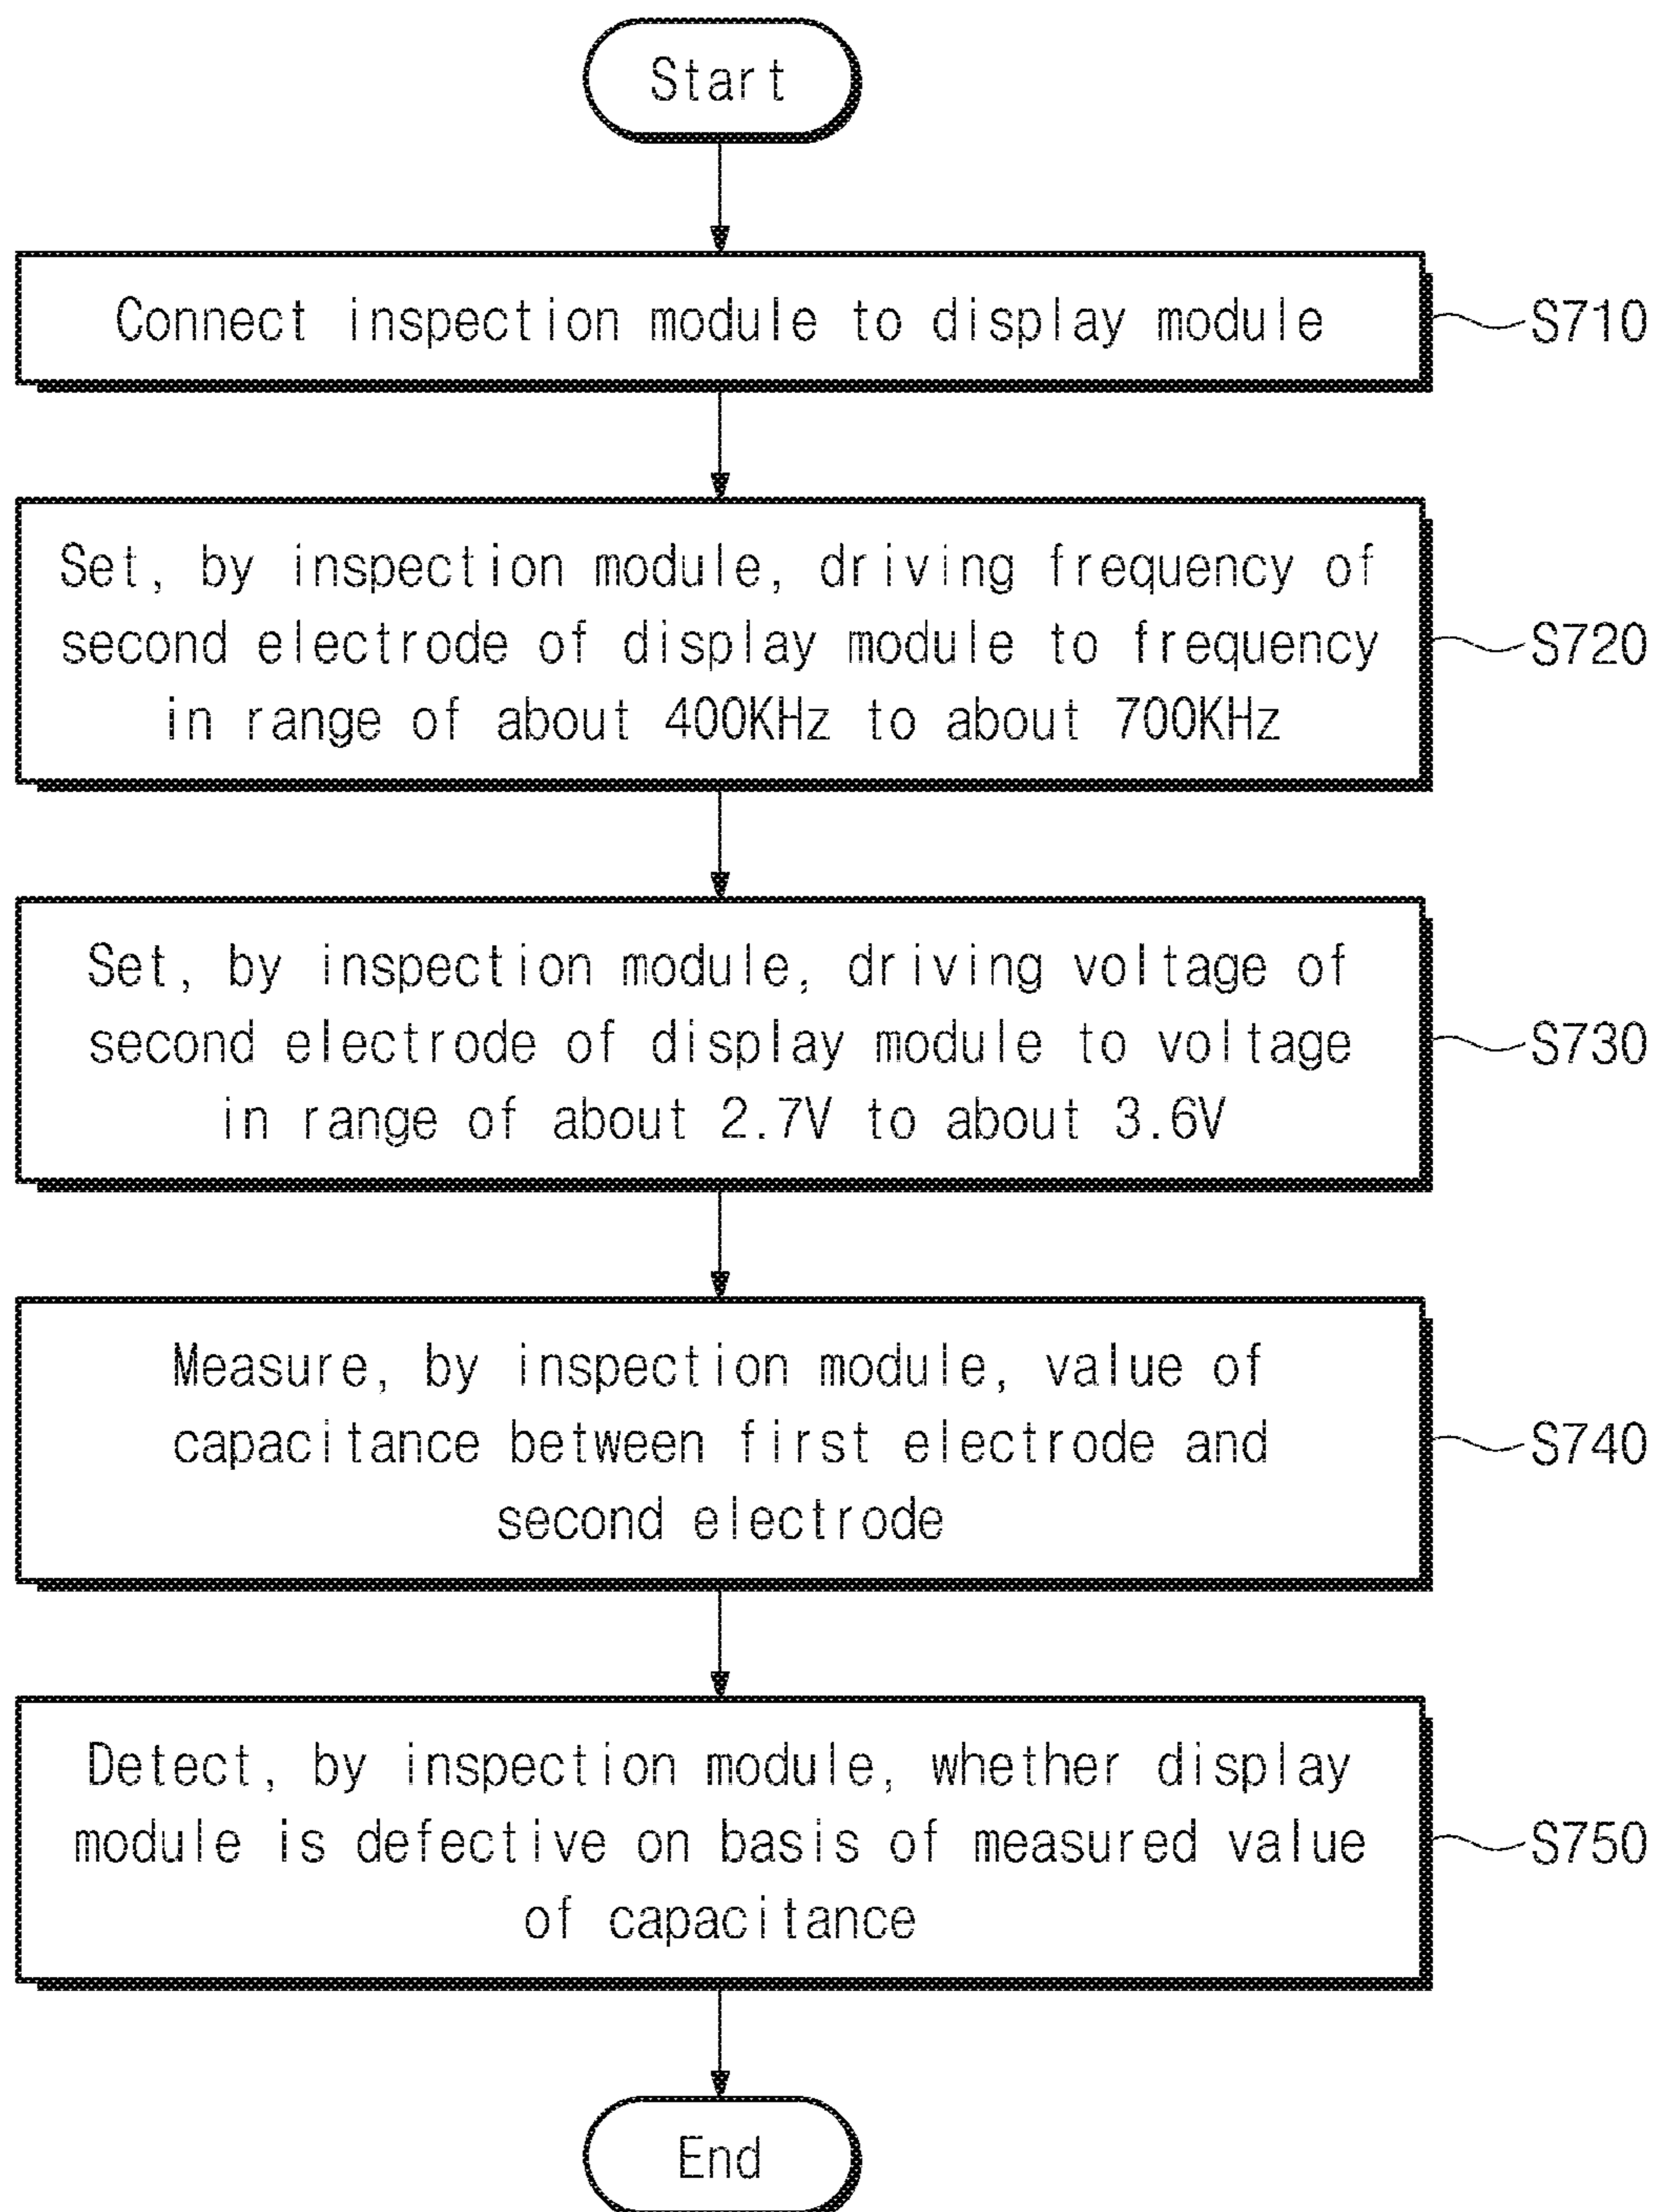 Start
Connect inspection module to display module
S710
Set, by inspection module, driving frequency of
second electrode of display module to frequency
in range of about 400KHz to about 700KHz
S720
Set, by inspection module, driving voltage of
second electrode of display module to voltage
in range of about 2.7V to about 3.6V
S730
Measure, by inspection module, value of
capacitance between first electrode and
second electrode
S740
Detect, by inspection module, whether display
module is defective on basis of measured value
of capacitance
S750
End